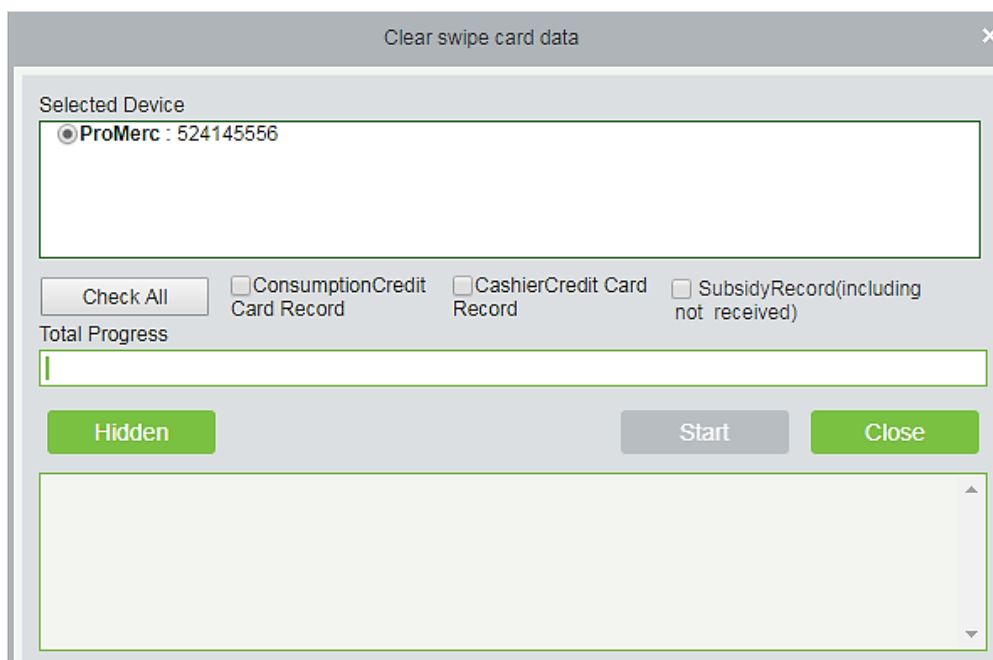 Clear swipe card data
Selected Device
ProMerc : 524145556
Check All
ConsumptionCredit
Card Record
CashierCredit Card
Record
SubsidyRecord(including
not received)
Total Progress
Hidden
Start
Close